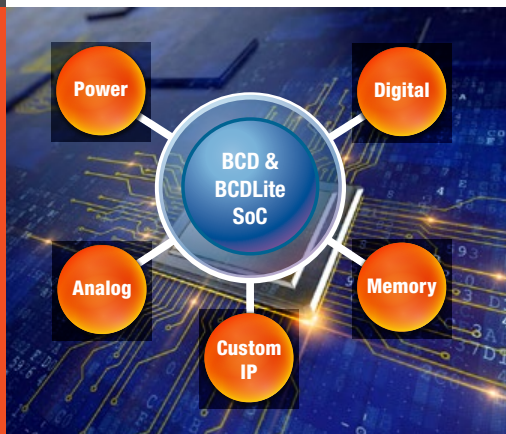 Power
Digital
BCD &
BCDLite
SoC
Analog
Memory
Custom
IP